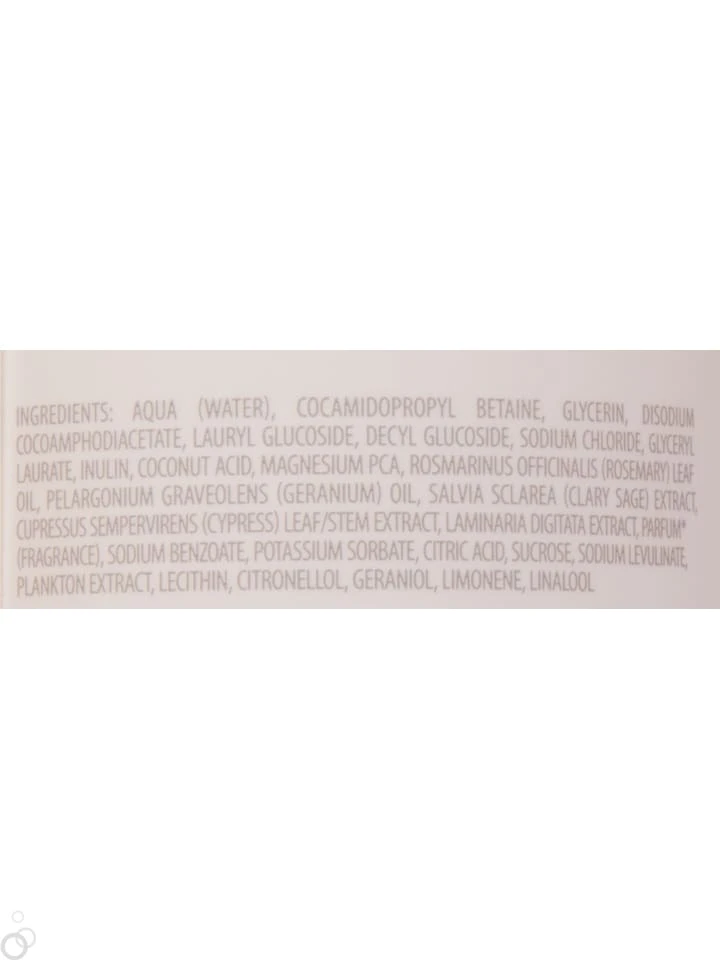 INGREDIENTS: AQUA (WATER), COCAMIDOPROPYL BETAINE, GLYCERIN, DISODIUM
COCOAMPHODIACETATE, LAURYL GLUCOSIDE, DECYL GLUCOSIDE, SODIUM CHLORIDE, GLYCERYL
LAURATE, INULIN, COCONUT ACID, MAGNESIUM PCA, ROSMARINUS OFFICINALIS (ROSEMARY) LEAF
OIL, PELARGONIUM GRAVEOLENS (GERANIUM) OIL, SALVIA SCLAREA (CLARY SAGE) EXTRACT,
CUPRESSUS SEMPERVIRENS (CYPRESS) LEAF/STEM EXTRACT, LAMINARIA DIGITATA EXTRACT, PARFUM*
(FRAGRANCE), SODIUM BENZOATE, POTASSIUM SORBATE, CITRIC ACID, SUCROSE, SODIUM LEVULINATE,
PLANKTON EXTRACT, LECITHIN, CITRONELLOL, GERANIOL, LIMONENE, LINALOOL